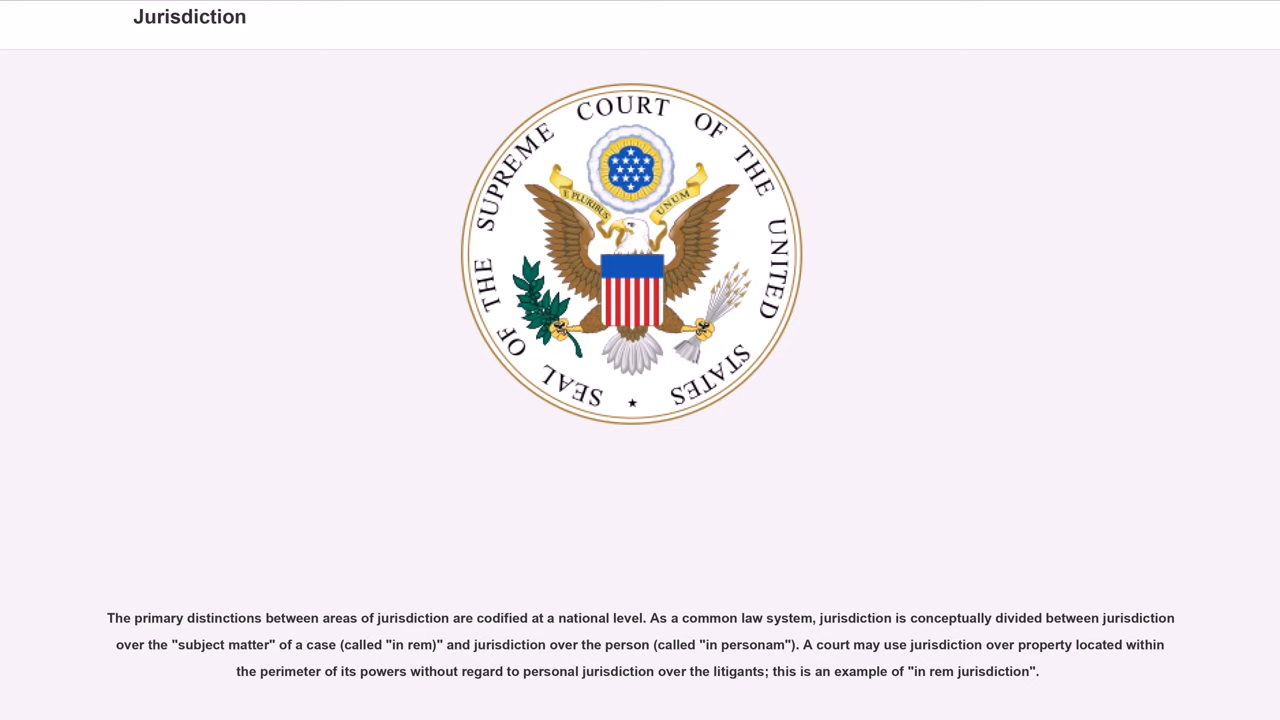 Jurisdiction
SEAL OF THE SUPREME COURT OF THE UNITED STATES ★
E PLURIBUS UNUM
The primary distinctions between areas of jurisdiction are codified at a national level. As a common law system, jurisdiction is conceptually divided between jurisdiction
over the "subject matter" of a case (called "in rem)" and jurisdiction over the person (called "in personam"). A court may use jurisdiction over property located within
the perimeter of its powers without regard to personal jurisdiction over the litigants; this is an example of "in rem jurisdiction".